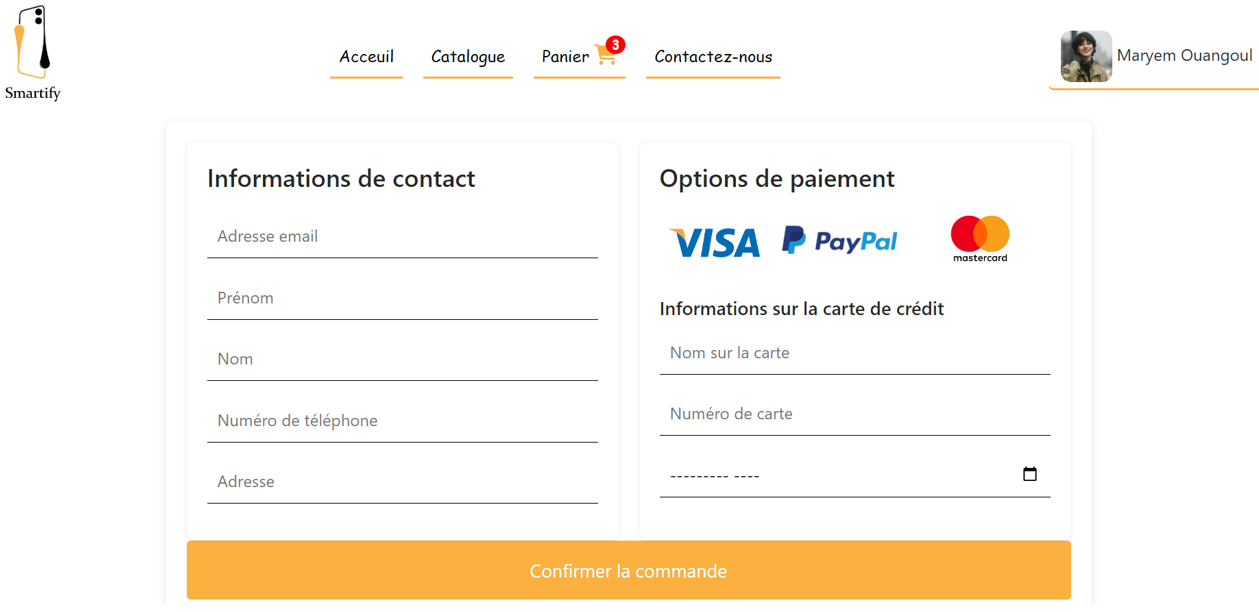 Smartify
Acceuil
Catalogue
Panier
3
Contactez-nous
Maryem Ouangoul
Informations de contact
Adresse email
Prénom
Nom
Numéro de téléphone
Adresse
Options de paiement
VISA
PayPal
mastercard
Informations sur la carte de crédit
Nom sur la carte
Numéro de carte
--------- ----
Confirmer la commande